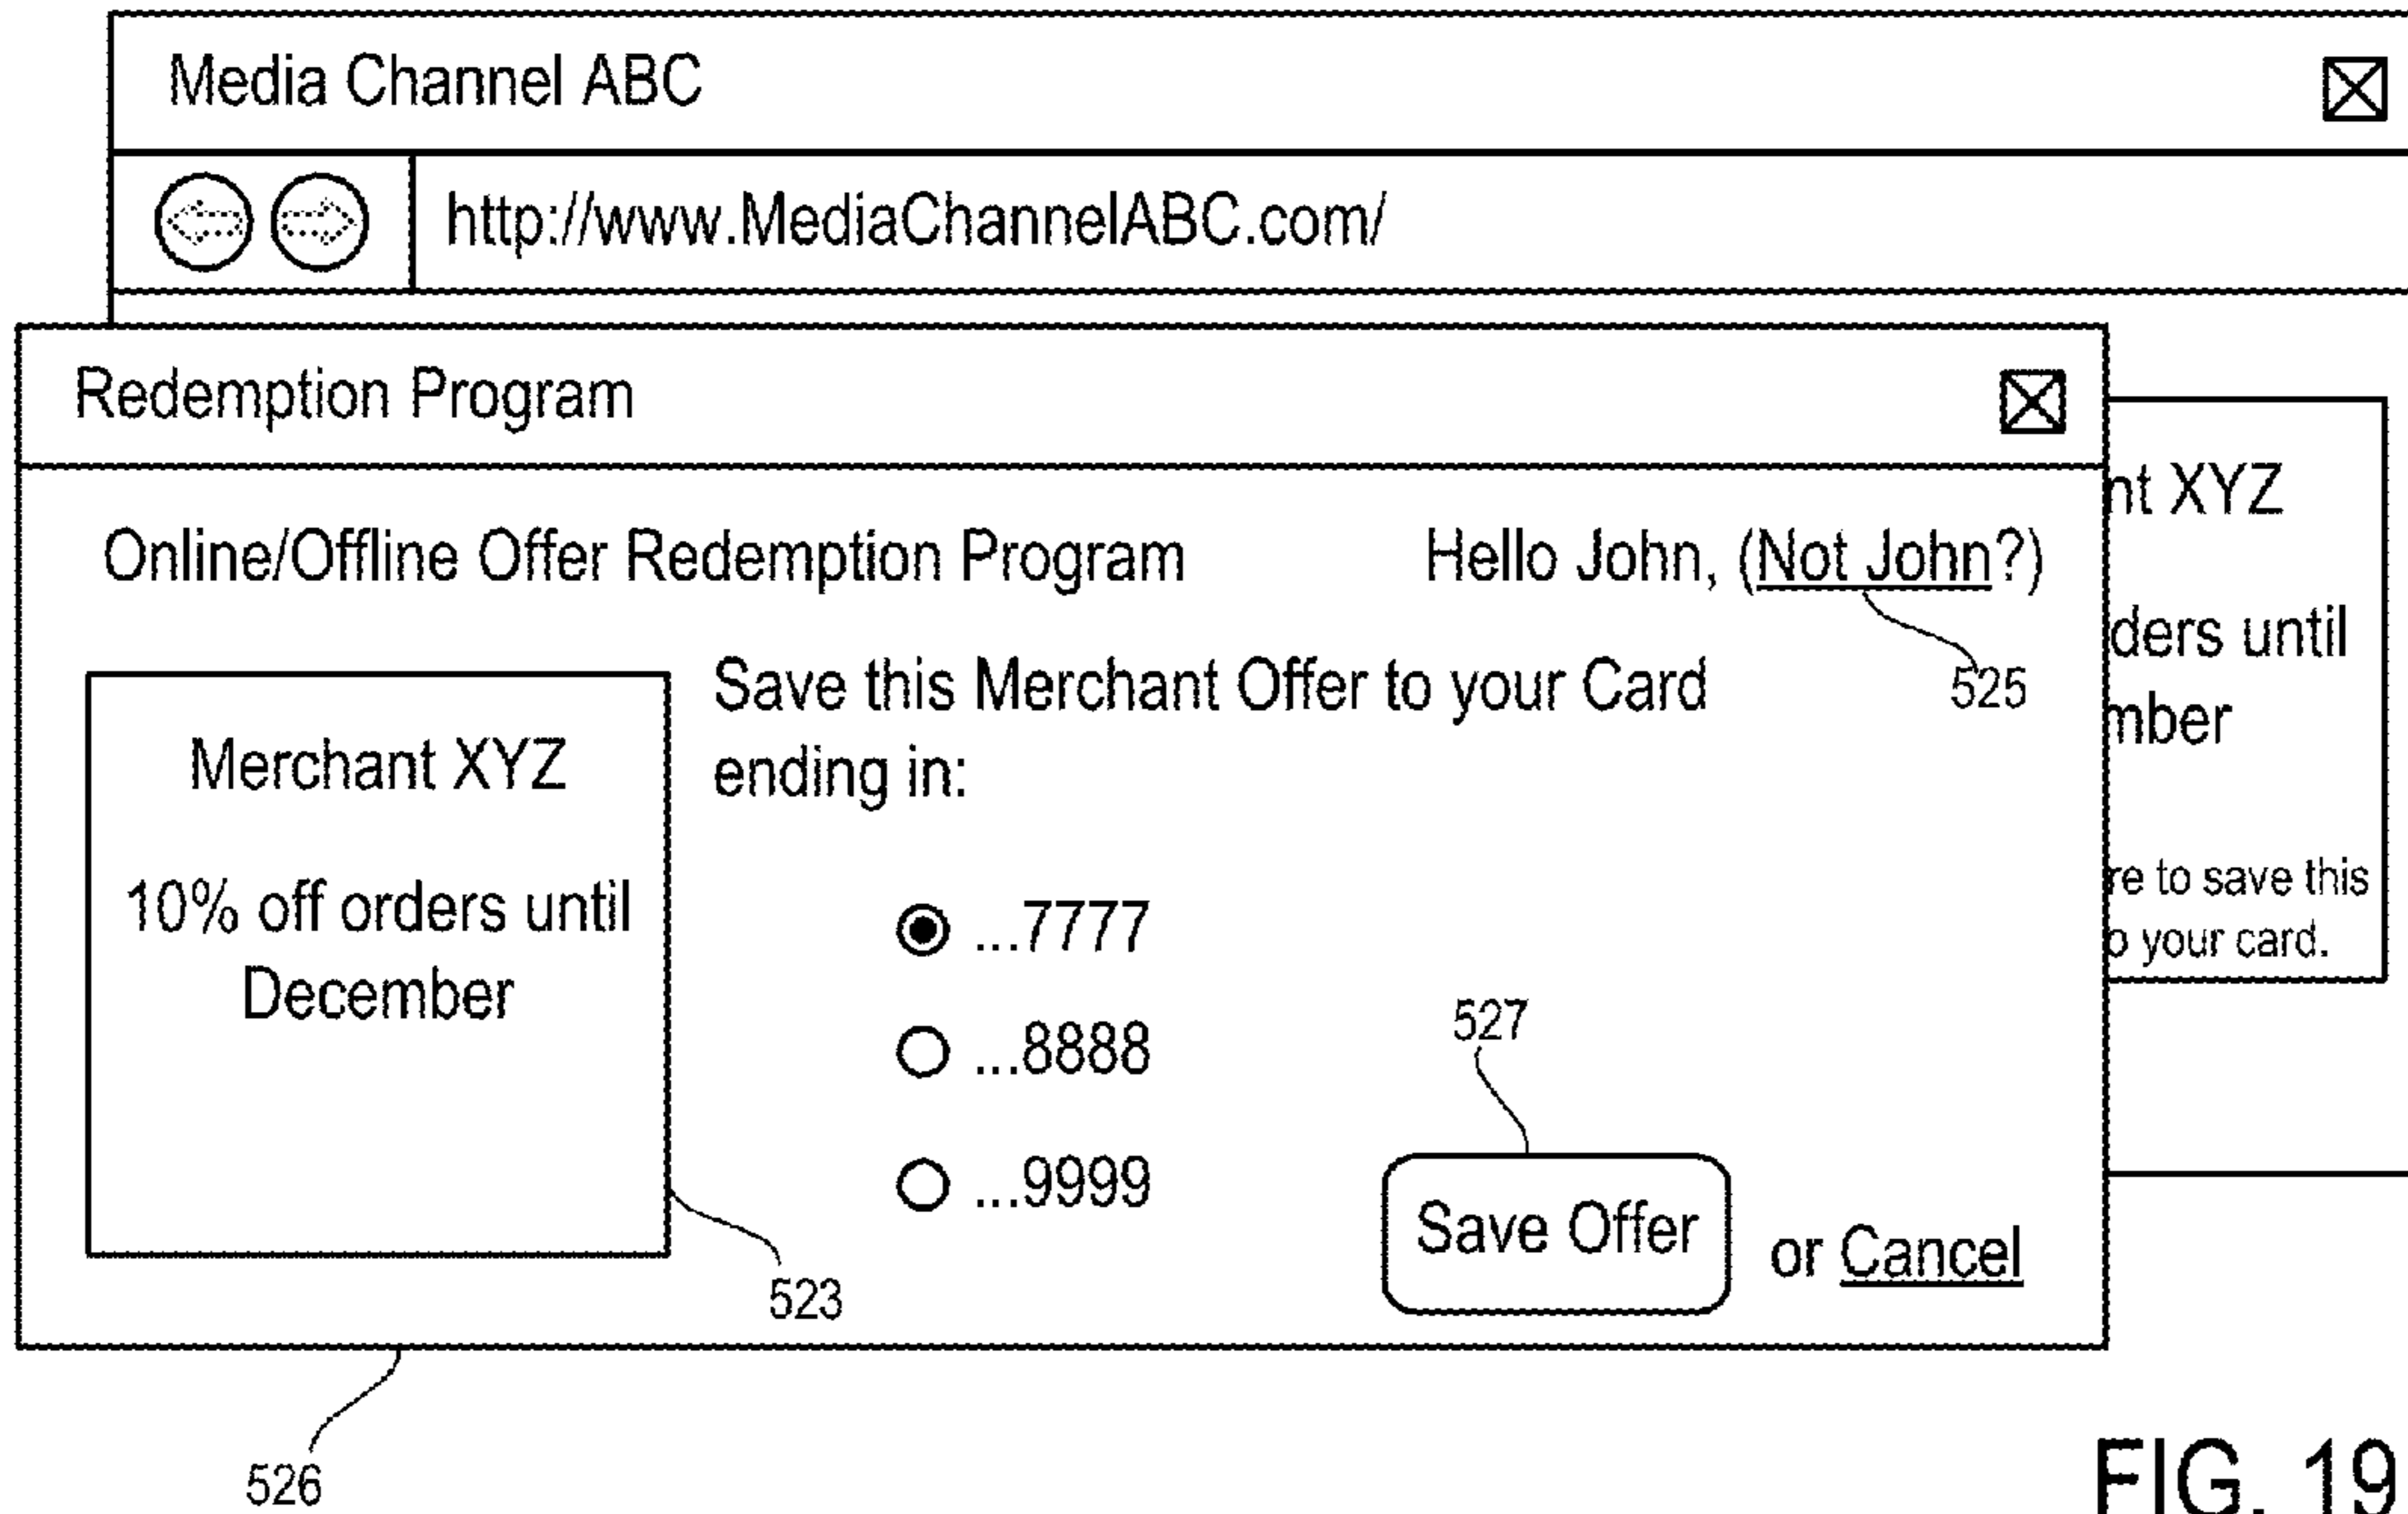 Media Channel ABC
http://www.MediaChannelABC.com/
Redemption Program
Online/Offline Offer Redemption Program
Hello John, (Not John?)
525
Save this Merchant Offer to your Card
ending in:
Merchant XYZ
10% off orders until
December
...7777
...8888
...9999
527
Save Offer
or Cancel
523
526
nt XYZ
ders until
mber
re to save this
o your card.
FIG. 19